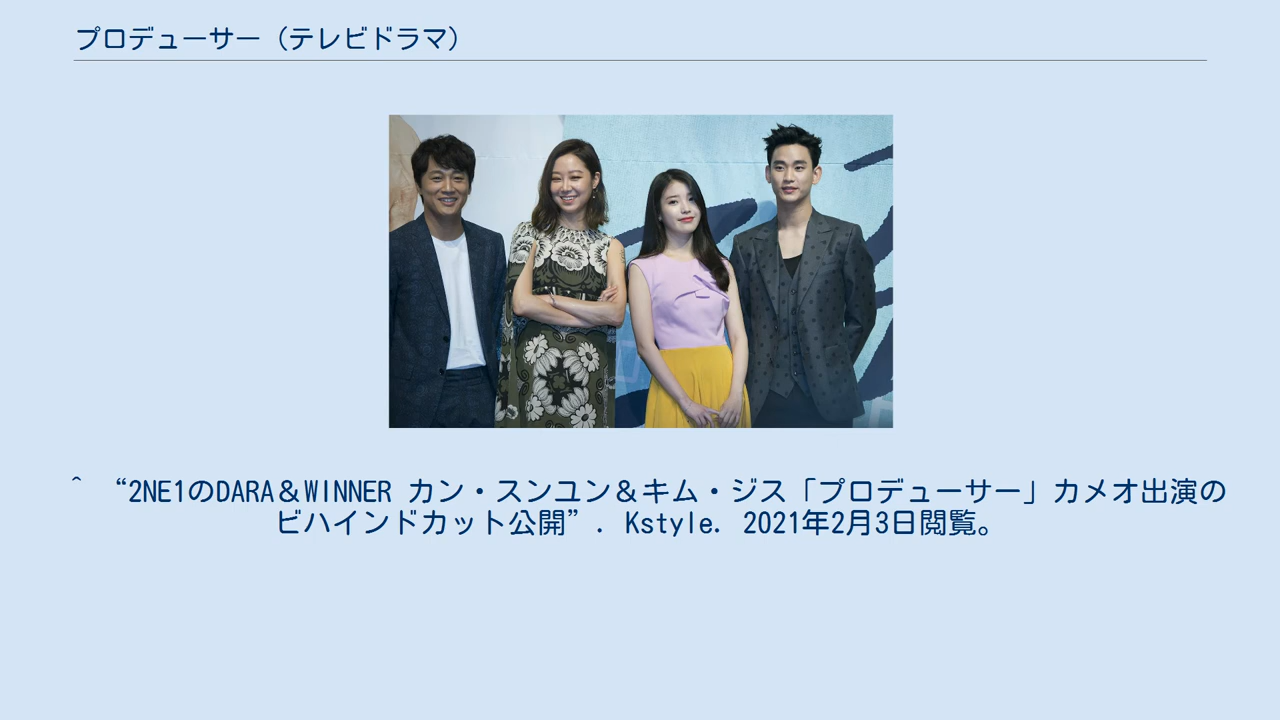 プロデューサー（テレビドラマ）
^ “2NE1のDARA＆WINNER カン・スンユン＆キム・ジス「プロデューサー」カメオ出演の
ビハインドカット公開”. Kstyle. 2021年2月3日閲覧。